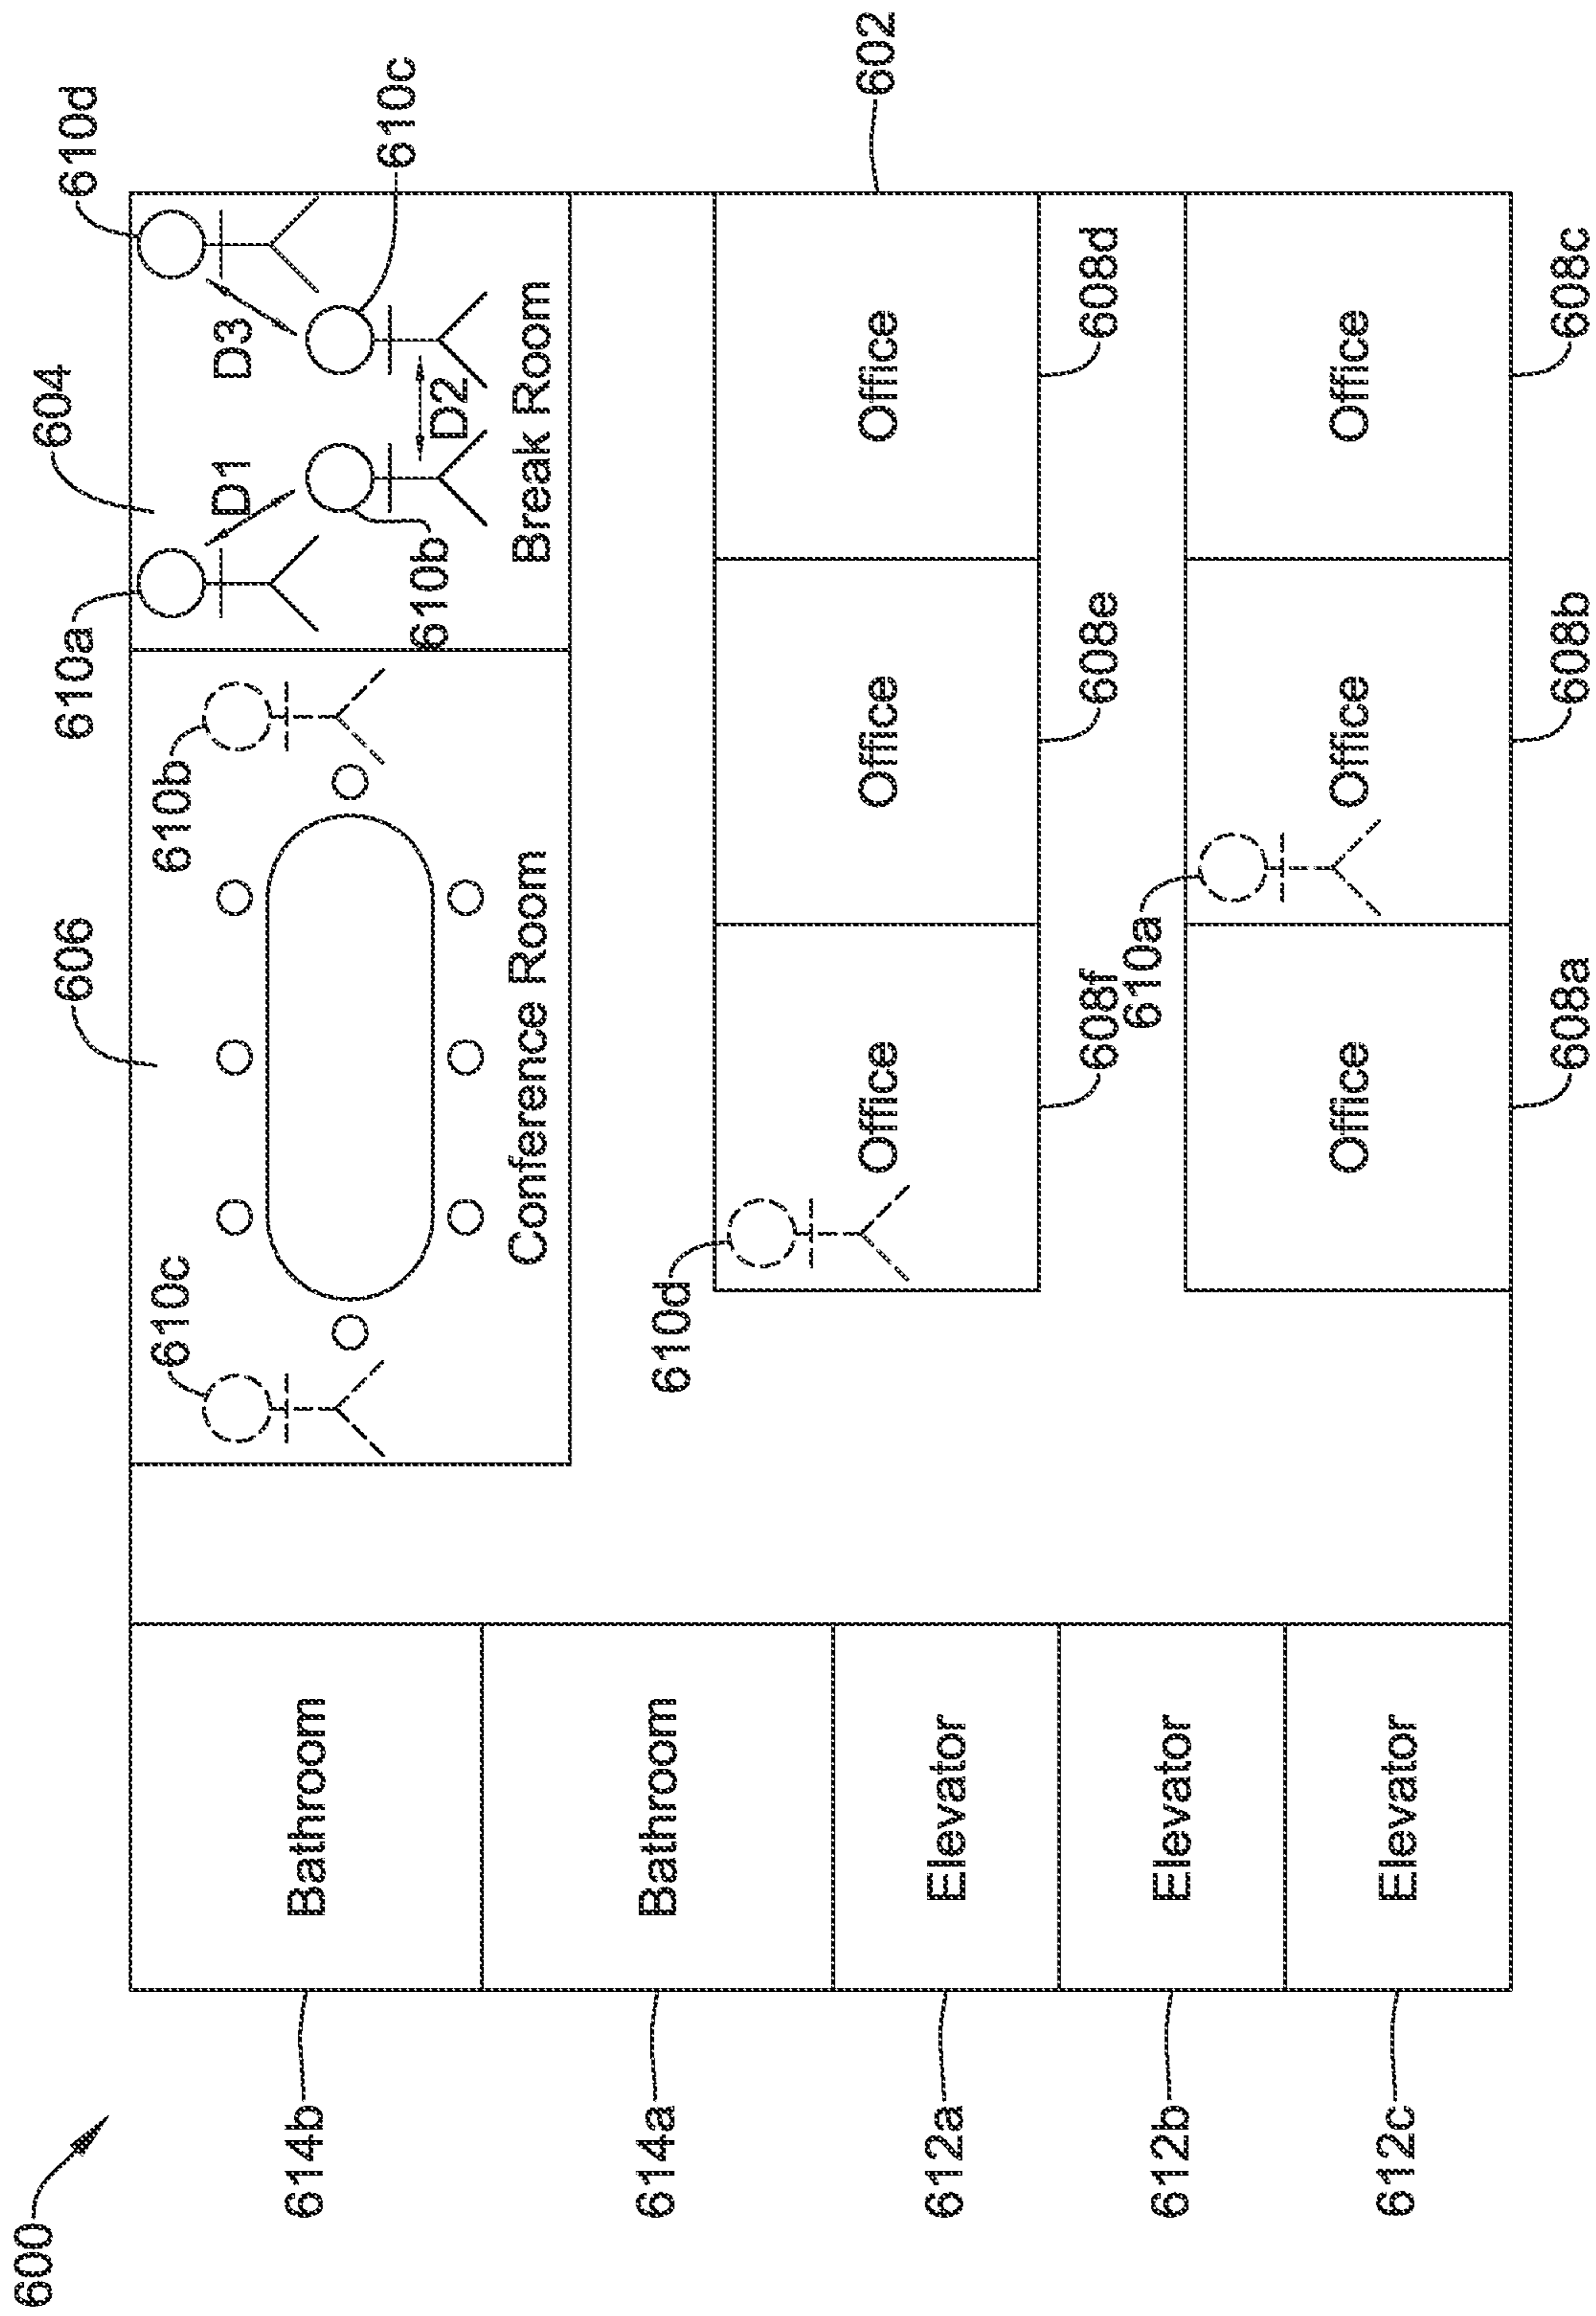 600
606
604
610d
610c
610b
610a
D1
D3
D2
610c
610b
Conference Room
Break Room
602
Bathroom
614b
Bathroom
614a
Elevator
612a
Elevator
612b
Elevator
612c
610d
Office
Office
Office
608f
608e
608d
610a
Office
Office
Office
608a
608b
608c